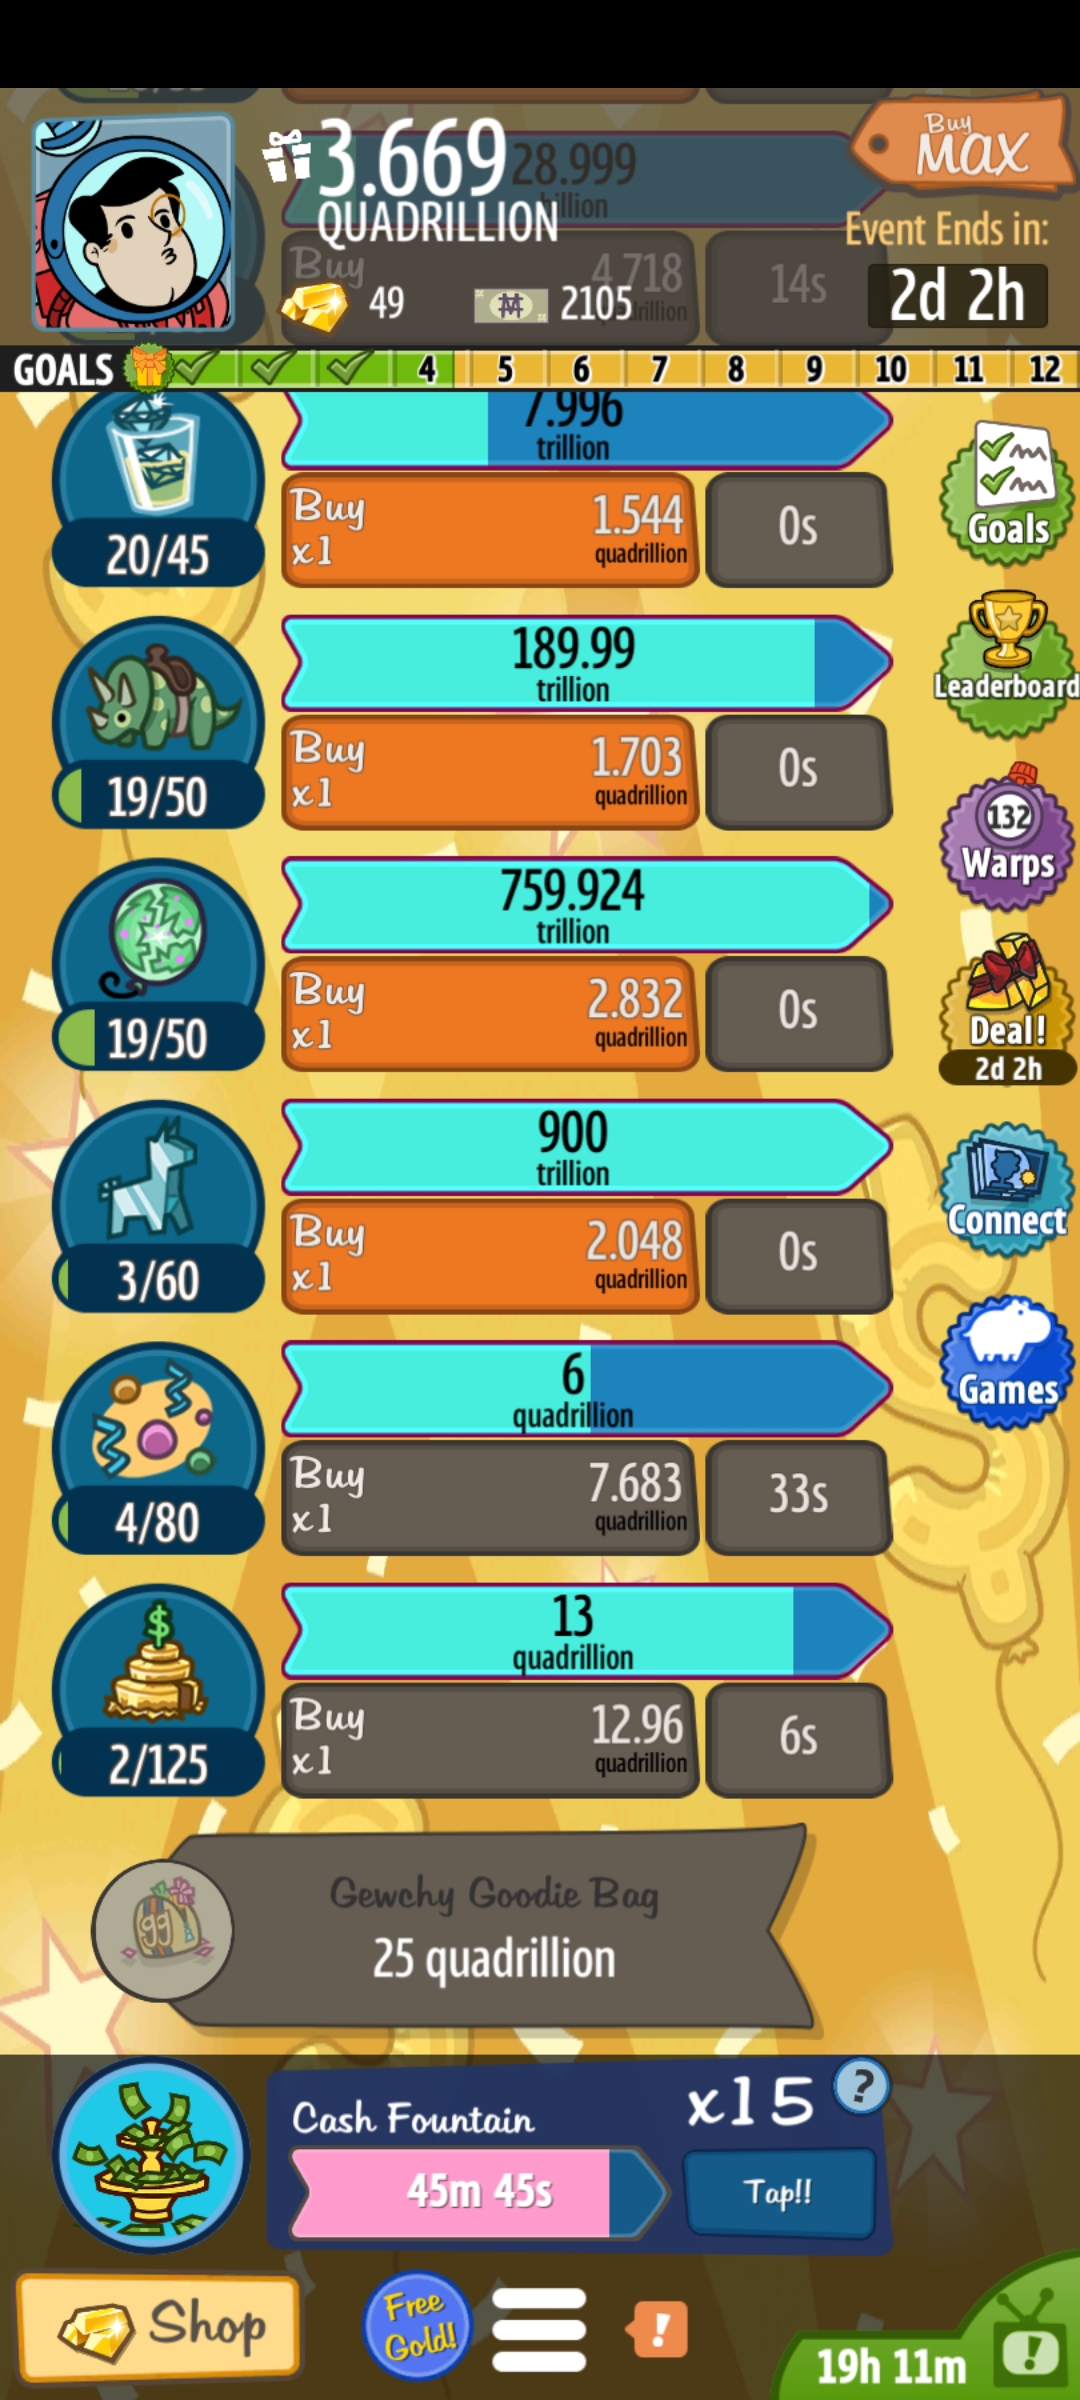 3.669
28.999
QUADRILLION
Buy
MAX
Event Ends in:
2d 2h
Buy
4.718
14s
49
2105
GOALS 4 5 6 7 8 9 10 11 12
7.996
trillion
20/45
Buy
x1
1.544
quadrillion
0s
Goals
19/50
189.99
trillion
Buy
x1
1.703
quadrillion
0s
Leaderboard
19/50
759.924
trillion
Buy
x1
2.832
quadrillion
0s
132
Warps
Deal!
2d 2h
3/60
900
trillion
Buy
x1
2.048
quadrillion
0s
Connect
4/80
6
quadrillion
Buy
x1
7.683
quadrillion
33s
Games
$
2/125
13
quadrillion
Buy
x1
12.96
quadrillion
6s
gg
Gewchy Goodie Bag
25 quadrillion
Cash Fountain
x15
?
45m 45s
Tap!!
Shop
Free
Gold!
!
19h 11m
!